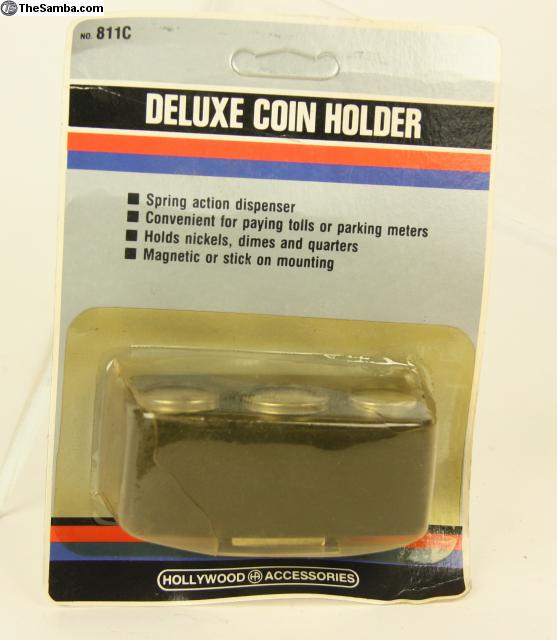 TheSamba.com
NO. 811C
DELUXE COIN HOLDER
■ Spring action dispenser
■ Convenient for paying tolls or parking meters
■ Holds nickels, dimes and quarters
■ Magnetic or stick on mounting
HOLLYWOOD HA ACCESSORIES